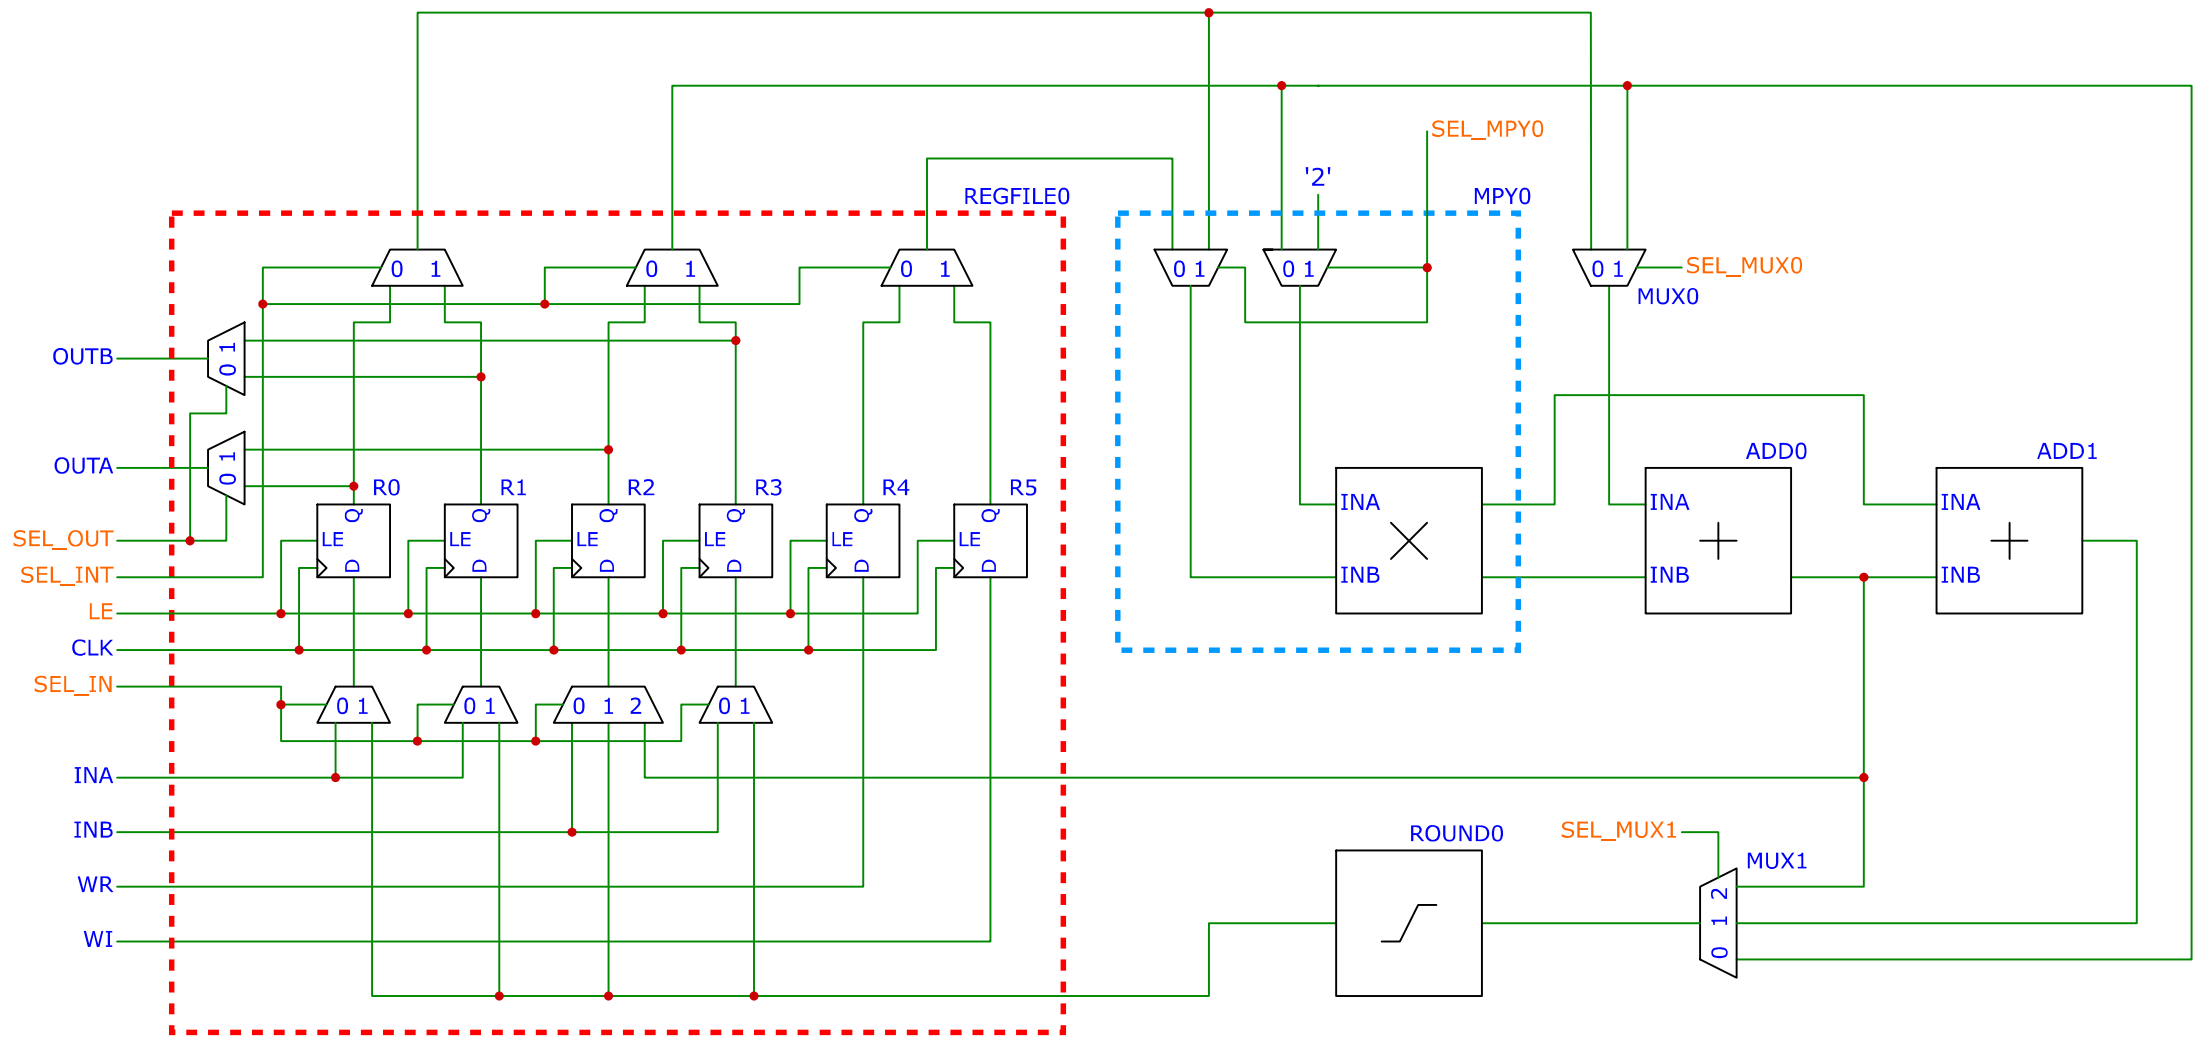 SEL_MPY0
'2'
REGFILE0
MPY0
0 1
0 1
0 1
0 1
0 1
0 1
SEL_MUX0
MUX0
OUTB
0 1
OUTA
0 1
ADD0
ADD1
R0
R1
R2
R3
R4
R5
Q
Q
Q
Q
Q
Q
INA
INA
INA
SEL_OUT
LE
LE
LE
LE
LE
LE
D
D
D
D
D
D
SEL_INT
INB
INB
INB
LE
CLK
SEL_IN
0 1
0 1
0 1 2
0 1
INA
INB
ROUND0
SEL_MUX1
MUX1
WR
0 1 2
WI